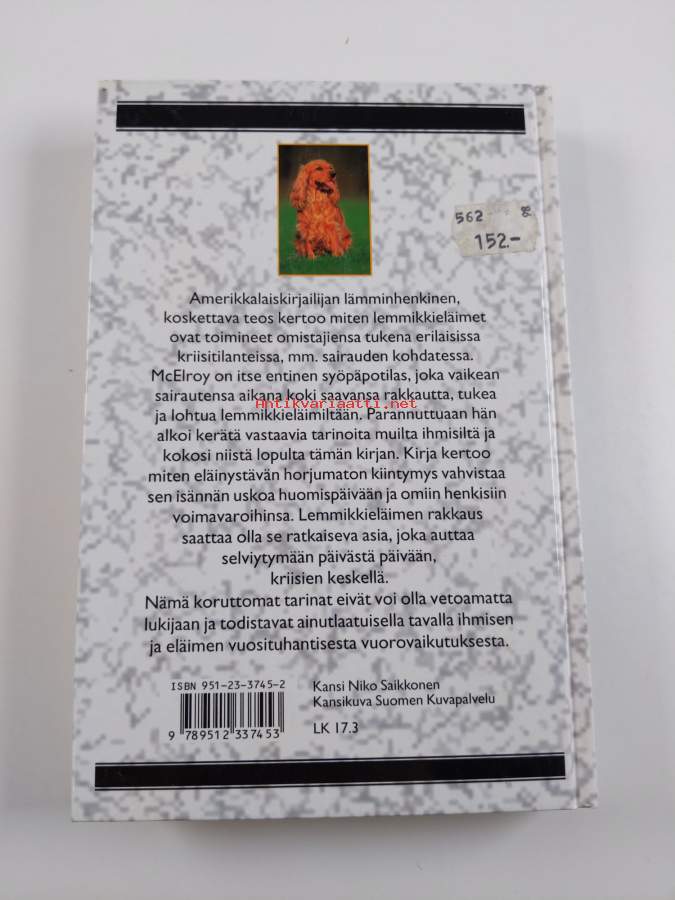 562 82
152.-
Amerikkalaiskirjailijan lämminhenkinen,
koskettava teos kertoo miten lemmikkieläimet
ovat toimineet omistajiensa tukena erilaisissa
kriisitilanteissa, mm. sairauden kohdatessa.
McElroy on itse entinen syöpäpotilas, joka vaikean
sairautensa aikana koki saavansa rakkautta, tukea
Antikvariaatti.net
ja lohtua lemmikkieläimiltään. Parannuttuaan hän
alkoi kerätä vastaavia tarinoita muilta ihmisiltä ja
kokosi niistä lopulta tämän kirjan. Kirja kertoo
miten eläinystävän horjumaton kiintymys vahvistaa
sen isännän uskoa huomispäivään ja omiin henkisiin
voimavaroihinsa. Lemmikkieläimen rakkaus
saattaa olla se ratkaiseva asia, joka auttaa
selviytymään päivästä päivään,
kriisien keskellä.
Nämä koruttomat tarinat eivät voi olla vetoamatta
lukijaan ja todistavat ainutlaatuisella tavalla ihmisen
ja eläimen vuosituhantisesta vuorovaikutuksesta.
ISBN 951-23-3745-2
9 789512 337453
Kansi Niko Saikkonen
Kansikuva Suomen Kuvapalvelu
LK 17.3